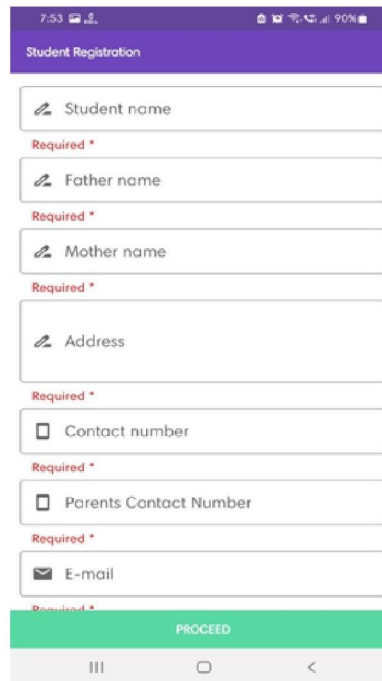 7:53 90%
Student Registration
Student name
Required *
Father name
Required *
Mother name
Required *
Address
Required *
Contact number
Required *
Parents Contact Number
Required *
E-mail
Required *
PROCEED